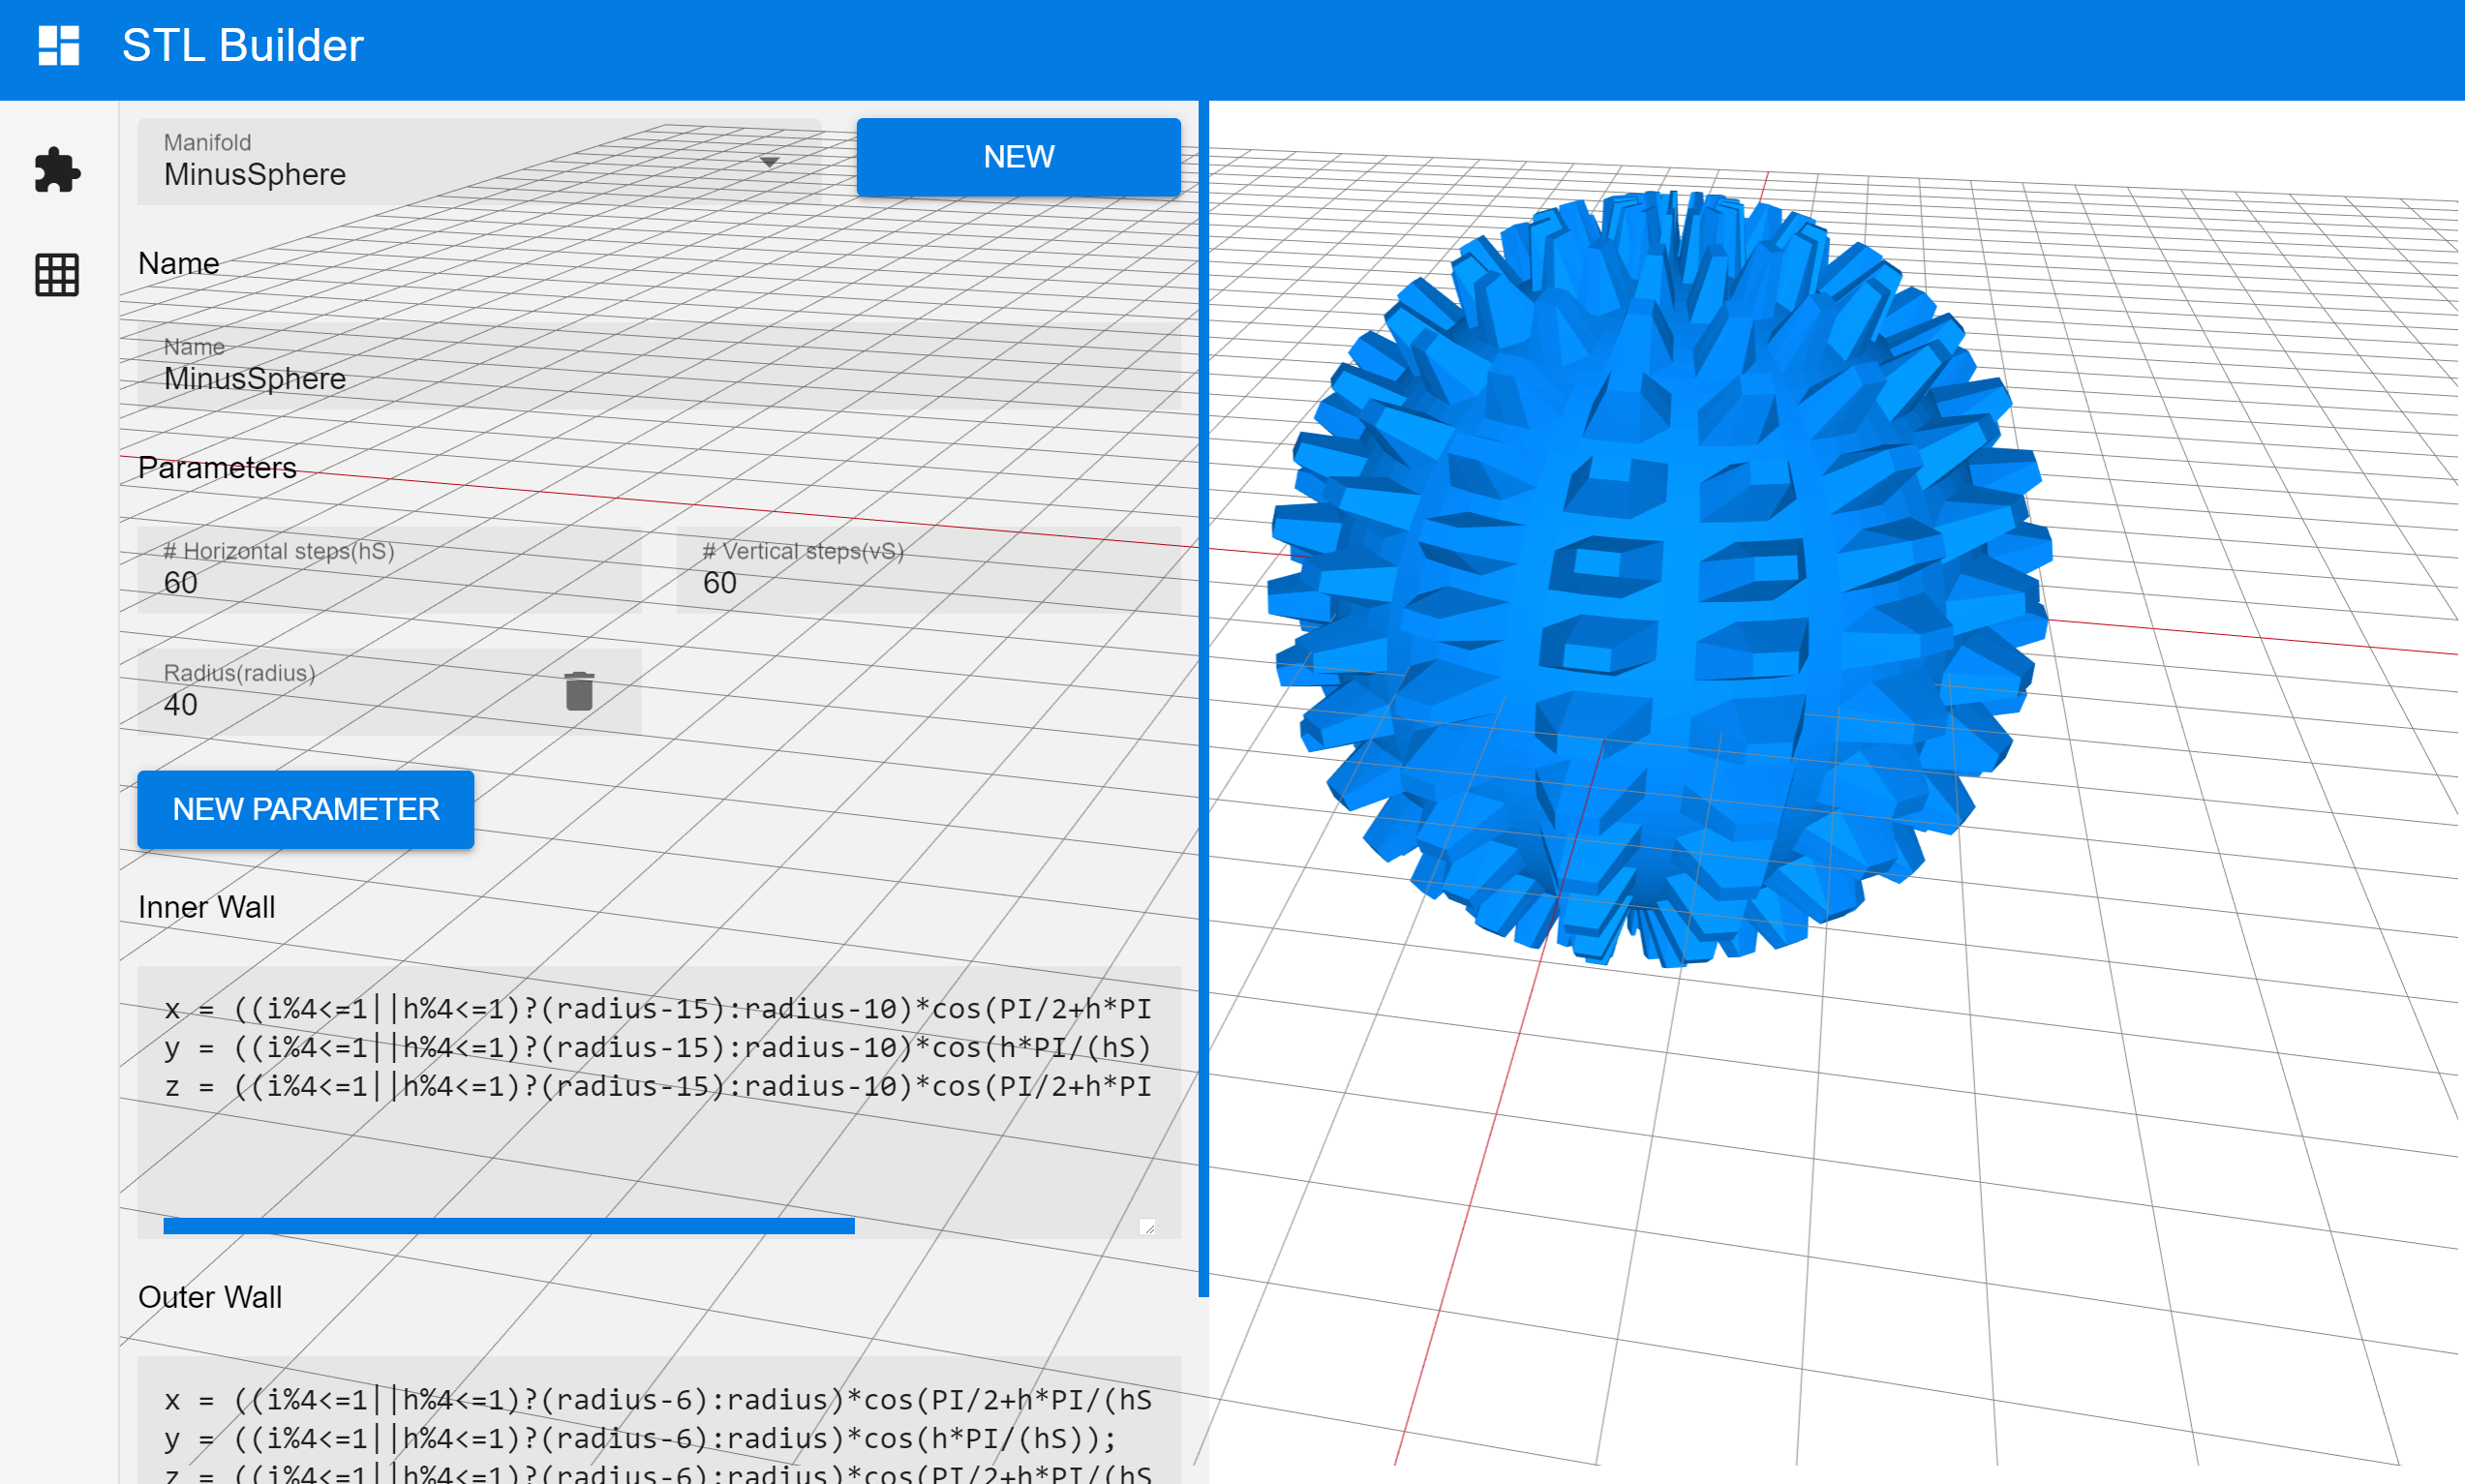 STL Builder
Manifold
MinusSphere
NEW
Name
Name
MinusSphere
Parameters
# Horizontal steps(hS)
60
# Vertical steps(vS)
60
Radius(radius)
40
NEW PARAMETER
Inner Wall
x = ((i%4<=1||h%4<=1)?(radius-15):radius-10)*cos(PI/2+h*PI
y = ((i%4<=1||h%4<=1)?(radius-15):radius-10)*cos(h*PI/(hS)
z = ((i%4<=1||h%4<=1)?(radius-15):radius-10)*cos(PI/2+h*PI
Outer Wall
x = ((i%4<=1||h%4<=1)?(radius-6):radius)*cos(PI/2+h*PI/(hS
y = ((i%4<=1||h%4<=1)?(radius-6):radius)*cos(h*PI/(hS));
z = ((i%4<=1||h%4<=1)?(radius-6):radius)*cos(PI/2+h*PI/(hS